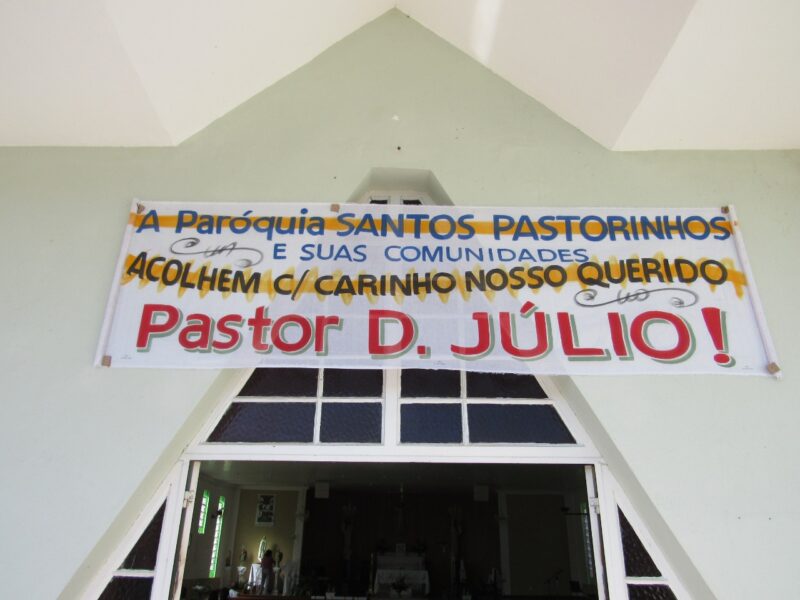 A Paróquia SANTOS PASTORINHOS
E SUAS COMUNIDADES
ACOLHEM C/ CARINHO NOSSO QUERIDO
Pastor D. JÚLIO!